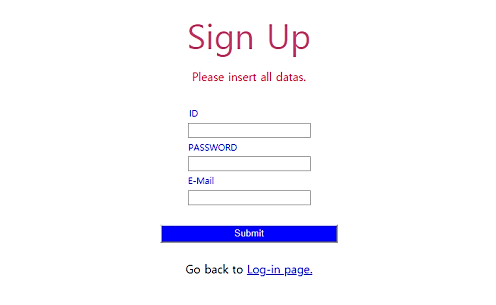 Sign Up
Please insert all datas.
ID
PASSWORD
E-Mail
Submit
Go back to Log-in page.